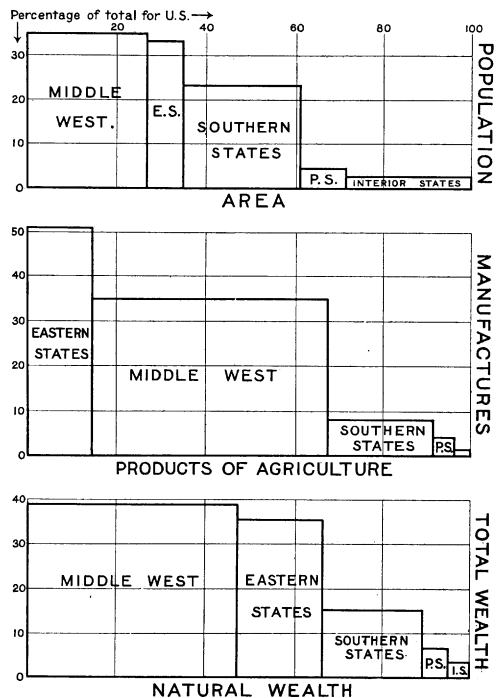 Percentage of total for U.S.→
20 40 60 80 100
30
20
10
0
MIDDLE
WEST.
E.S.
SOUTHERN
STATES
P.S.
INTERIOR STATES
POPULATION
AREA
50
40
30
20
10
0
EASTERN
STATES
MIDDLE WEST
SOUTHERN
STATES
P.S.
MANUFACTURES
PRODUCTS OF AGRICULTURE
40
30
20
10
0
MIDDLE WEST
EASTERN
STATES
SOUTHERN
STATES
P.S.
I.S.
TOTAL WEALTH
NATURAL WEALTH